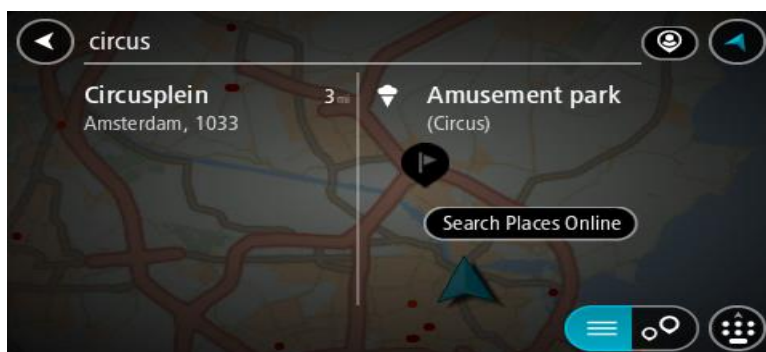 circus
Circusplein
3 mi
Amsterdam, 1033
Amusement park
(Circus)
Search Places Online